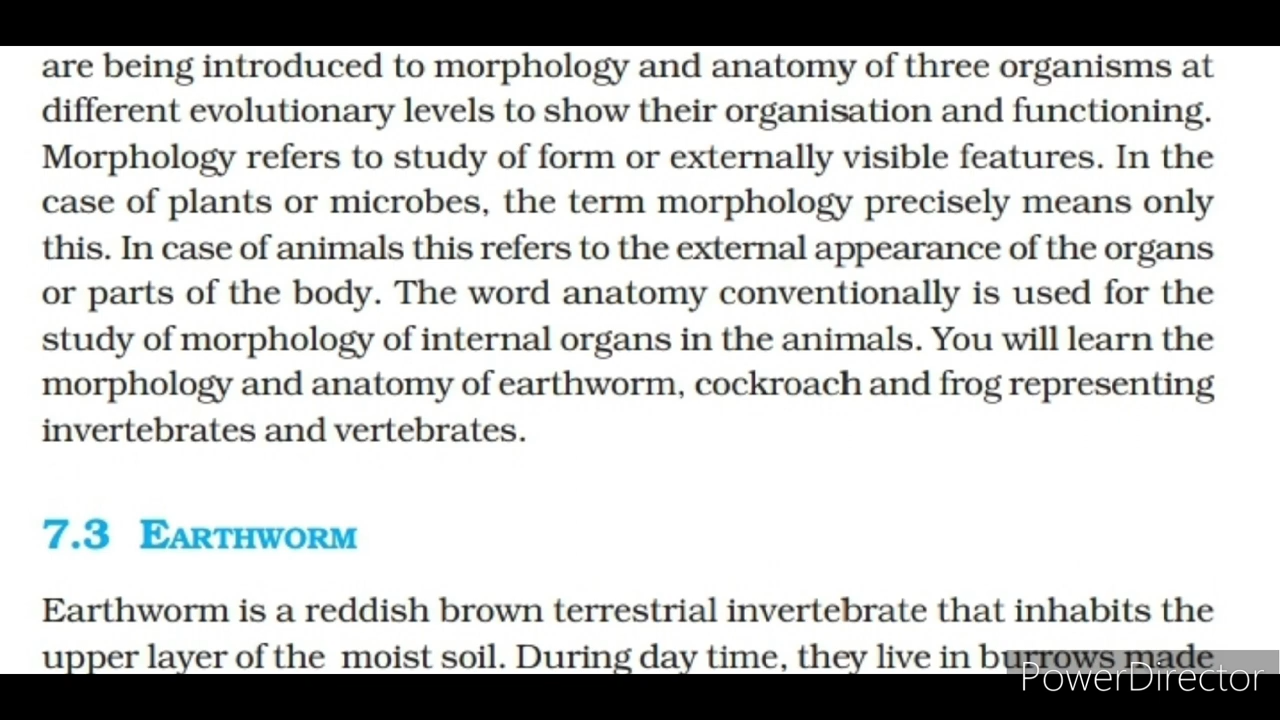 are being introduced to morphology and anatomy of three organisms at
different evolutionary levels to show their organisation and functioning.
Morphology refers to study of form or externally visible features. In the
case of plants or microbes, the term morphology precisely means only
this. In case of animals this refers to the external appearance of the organs
or parts of the body. The word anatomy conventionally is used for the
study of morphology of internal organs in the animals. You will learn the
morphology and anatomy of earthworm, cockroach and frog representing
invertebrates and vertebrates.
7.3 EARTHWORM
Earthworm is a reddish brown terrestrial invertebrate that inhabits the
upper layer of the moist soil. During day time, they live in burrows made
PowerDirector